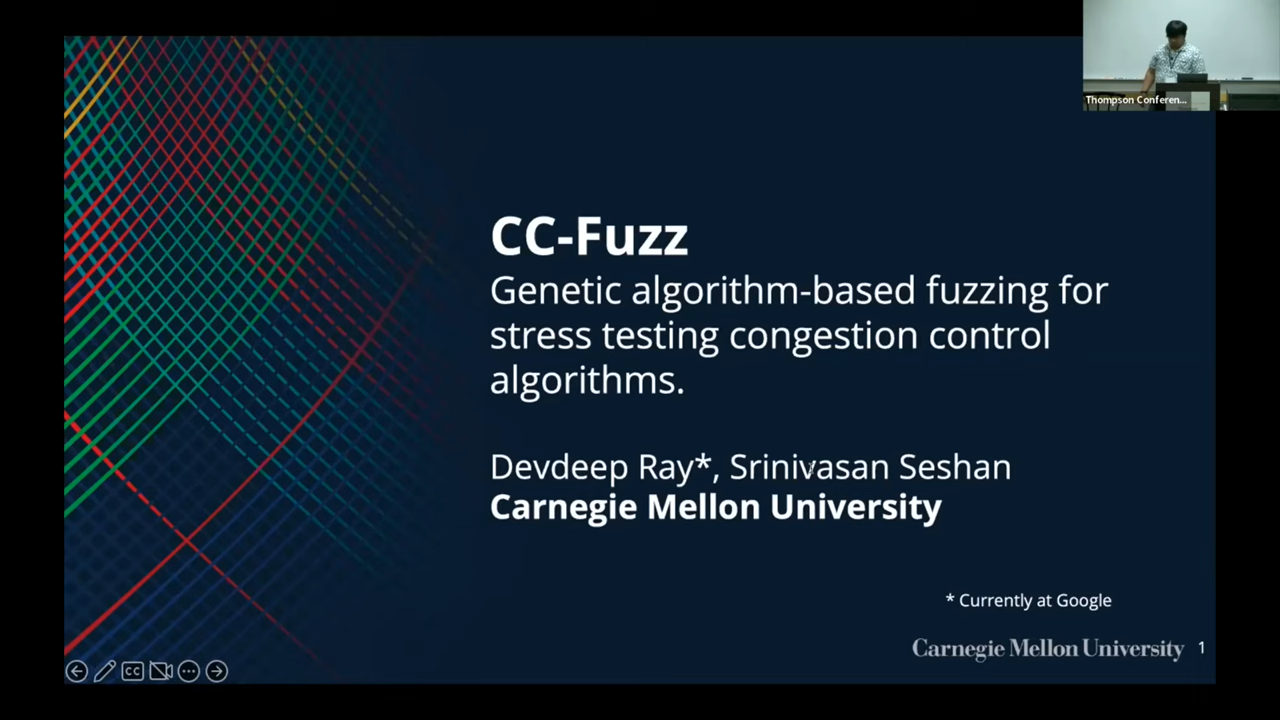 Thompson Conferen...
CC-Fuzz
Genetic algorithm-based fuzzing for
stress testing congestion control
algorithms.
Devdeep Ray*, Srinivasan Seshan
Carnegie Mellon University
* Currently at Google
Carnegie Mellon University 1
CC